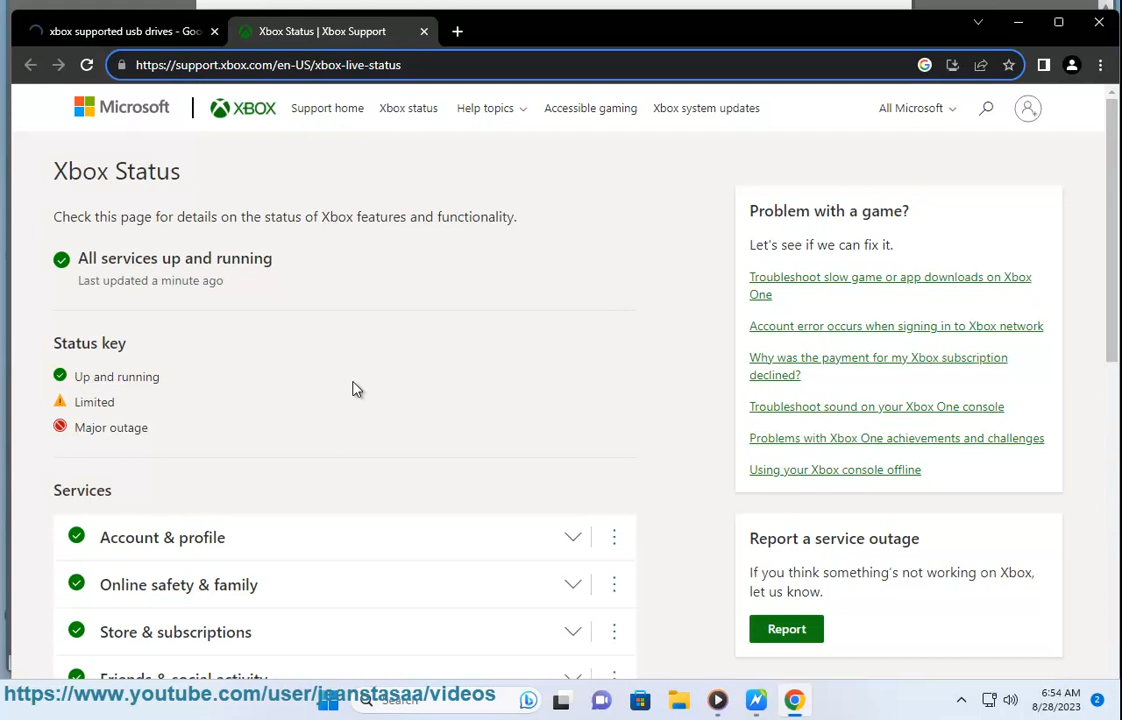 xbox supported usb drives - Goo
Xbox Status | Xbox Support
https://support.xbox.com/en-US/xbox-live-status
Microsoft
XBOX
Support home
Xbox status
Help topics
Accessible gaming
Xbox system updates
All Microsoft
Xbox Status
Check this page for details on the status of Xbox features and functionality.
All services up and running
Last updated a minute ago
Status key
Up and running
Limited
Major outage
Services
Account & profile
Online safety & family
Store & subscriptions
Friends & social activity
Problem with a game?
Let's see if we can fix it.
Troubleshoot slow game or app downloads on Xbox
One
Account error occurs when signing in to Xbox network
Why was the payment for my Xbox subscription
declined?
Troubleshoot sound on your Xbox One console
Problems with Xbox One achievements and challenges
Using your Xbox console offline
Report a service outage
If you think something's not working on Xbox,
let us know.
Report
https://www.youtube.com/user/jeanstasaa/videos
Search
6:54 AM
8/28/2023
2